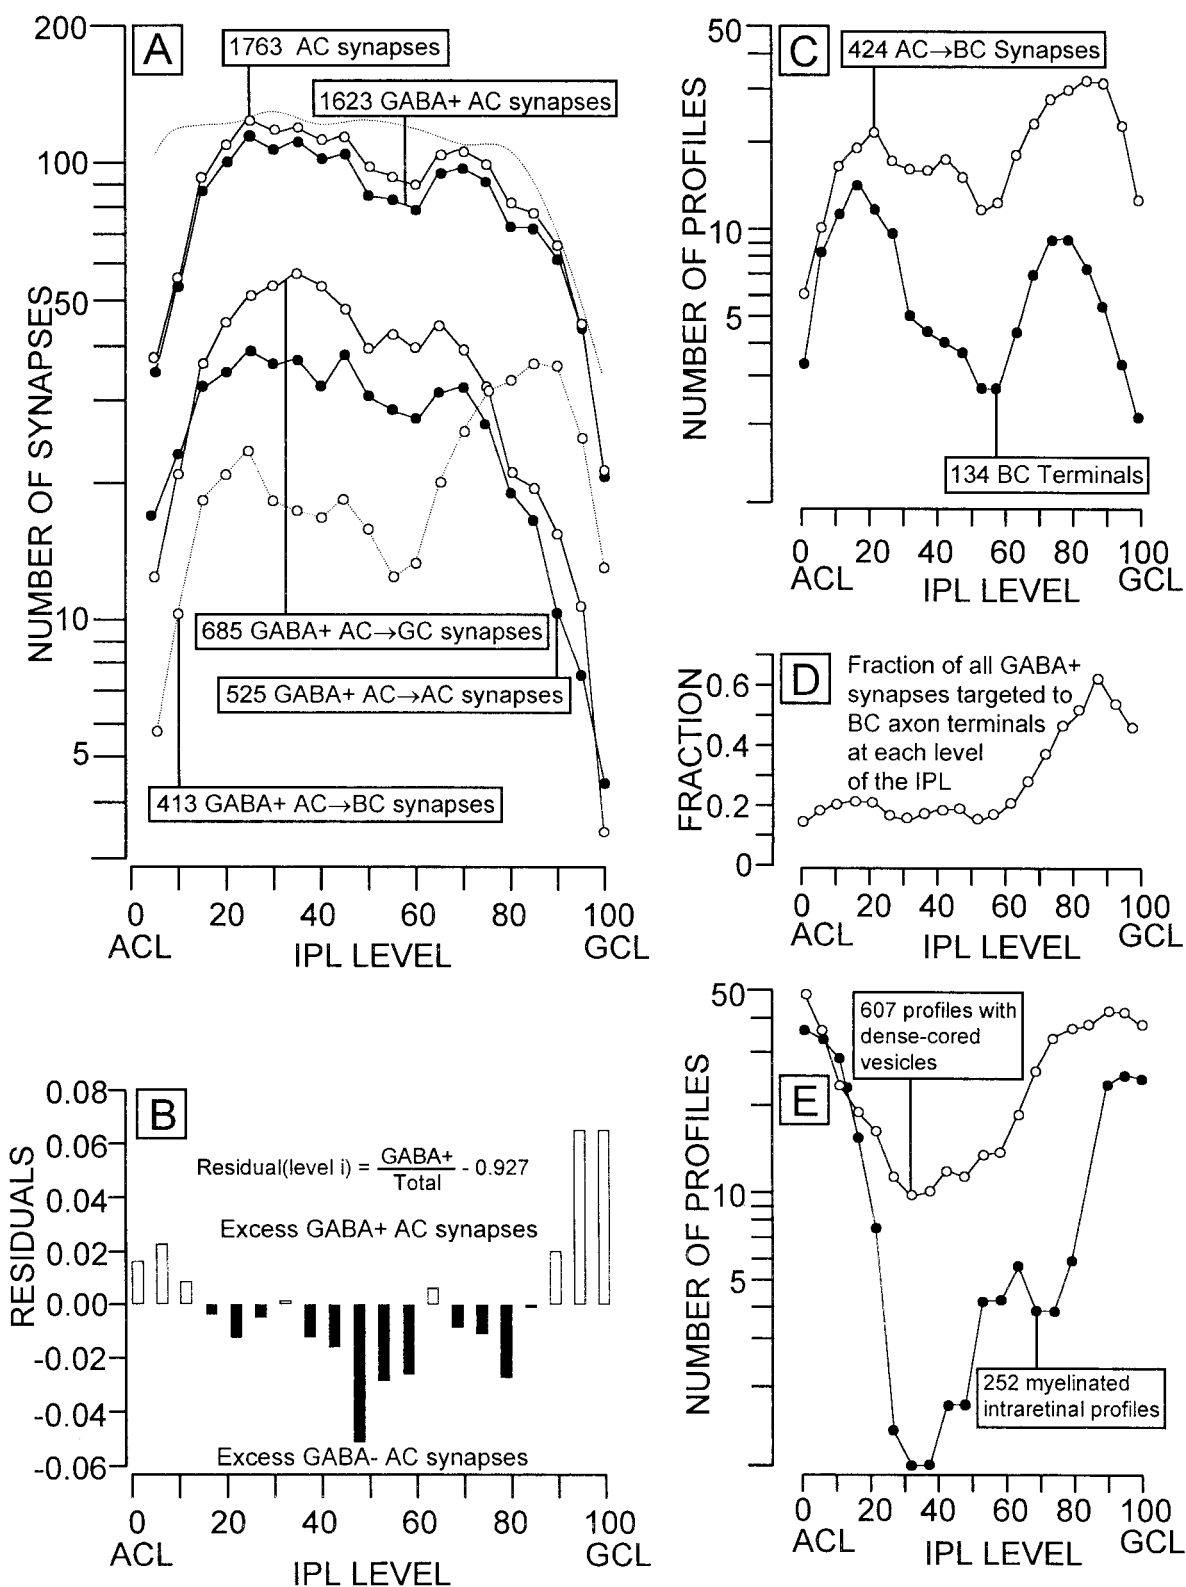 A
1763 AC synapses
1623 GABA+ AC synapses
685 GABA+ AC→GC synapses
525 GABA+ AC→AC synapses
413 GABA+ AC→BC synapses
NUMBER OF SYNAPSES
200
100
50
10
5
0 20 40 60 80 100
ACL IPL LEVEL GCL
B
Residual(level i) = GABA+ / Total - 0.927
Excess GABA+ AC synapses
Excess GABA- AC synapses
RESIDUALS
0.08
0.06
0.04
0.02
0.00
-0.02
-0.04
-0.06
0 20 40 60 80 100
ACL IPL LEVEL GCL
C
424 AC→BC Synapses
134 BC Terminals
NUMBER OF PROFILES
50
10
5
0 20 40 60 80 100
ACL IPL LEVEL GCL
D
Fraction of all GABA+
synapses targeted to
BC axon terminals
at each level
of the IPL
FRACTION
0.6
0.4
0.2
0
0 20 40 60 80 100
ACL IPL LEVEL GCL
E
607 profiles with
dense-cored
vesicles
252 myelinated
intraretinal profiles
NUMBER OF PROFILES
50
10
5
0 20 40 60 80 100
ACL IPL LEVEL GCL